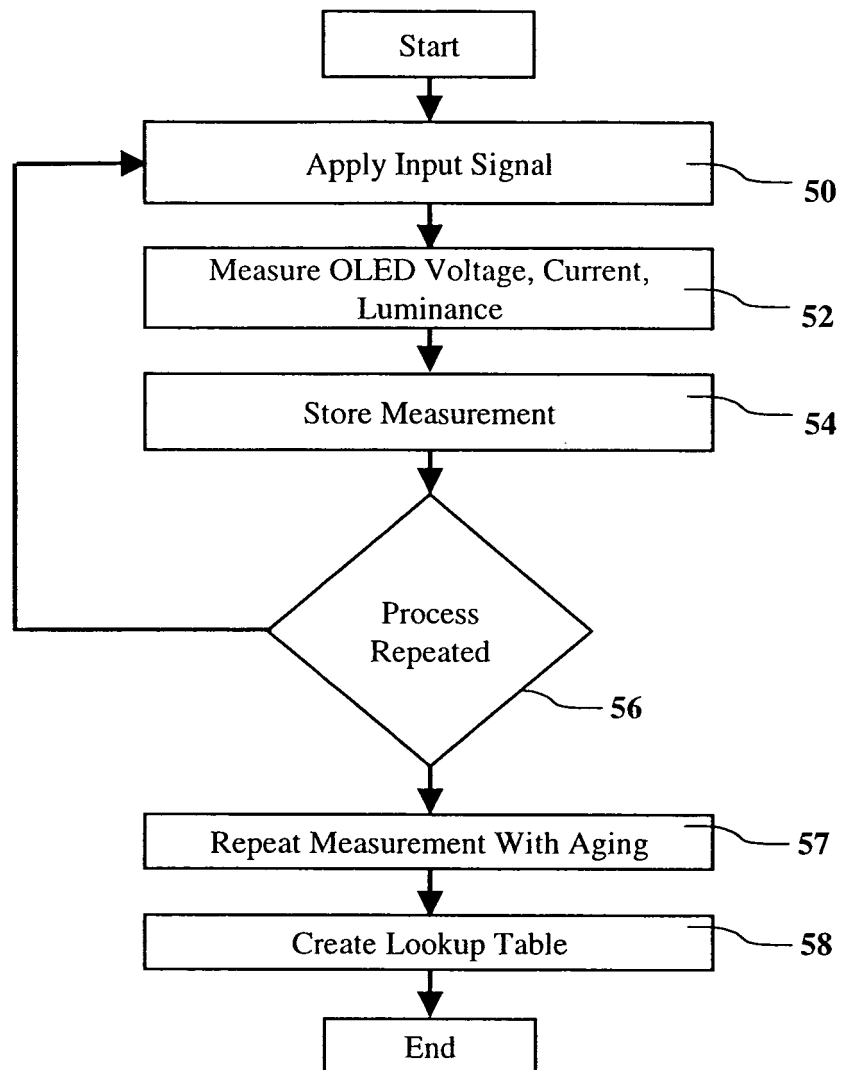 Start
Apply Input Signal
50
Measure OLED Voltage, Current,
Luminance
52
Store Measurement
54
Process
Repeated
56
Repeat Measurement With Aging
57
Create Lookup Table
58
End